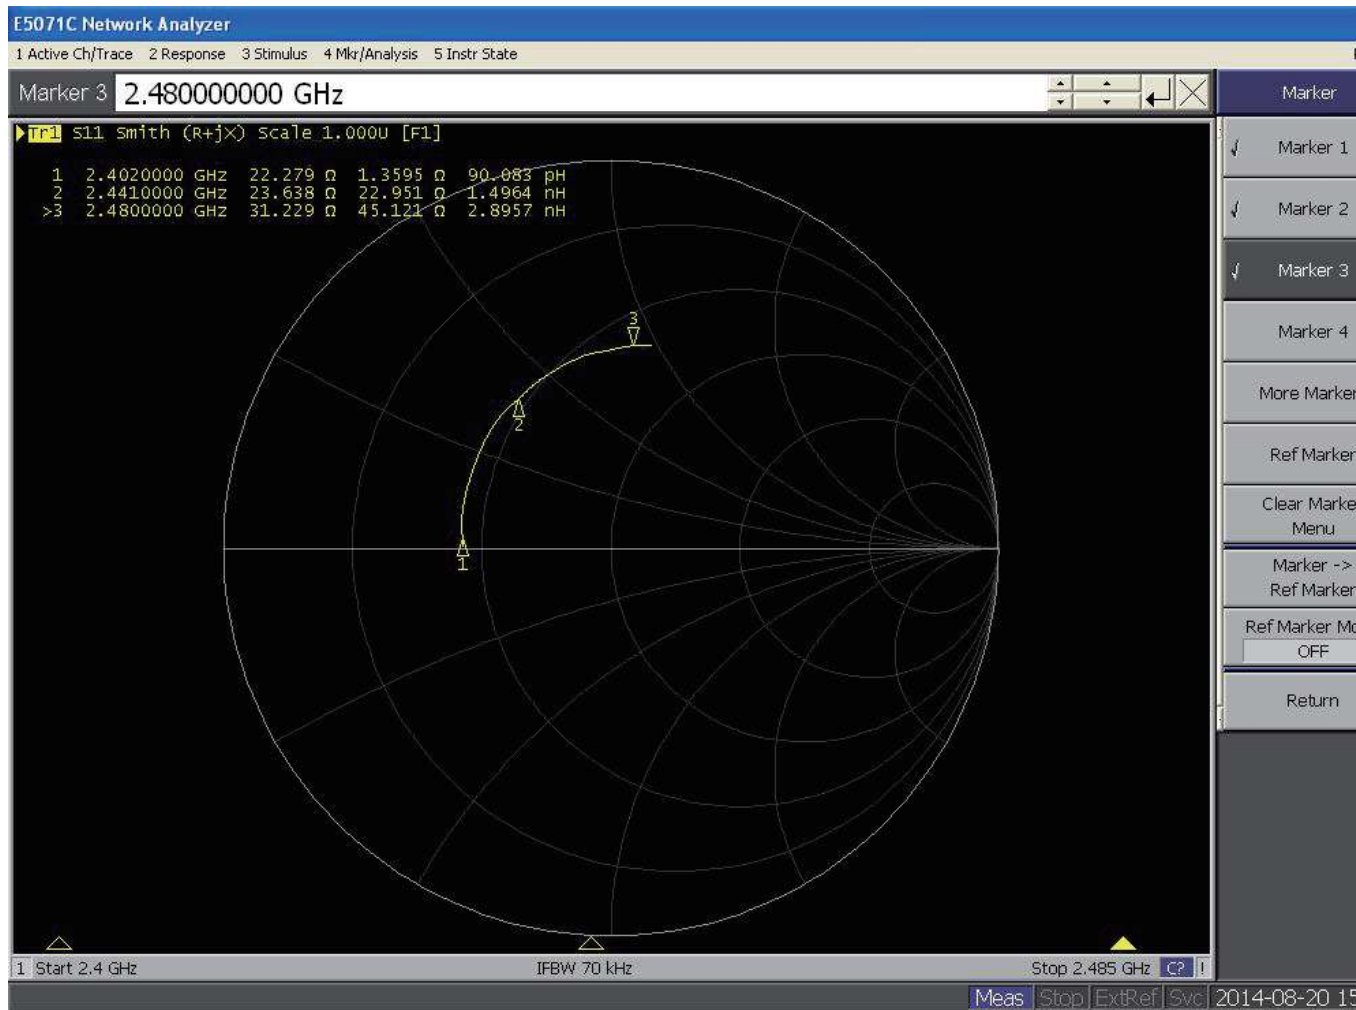 E5071C Network Analyzer
1 Active Ch/Trace 2 Response 3 Stimulus 4 Mkr/Analysis 5 Instr State
Marker 3 2.480000000 GHz
Marker
Tr1 S11 Smith (R+jX) Scale 1.000U [F1]
1 2.4020000 GHz 22.279 Ω 1.3595 Ω 90.083 pH
2 2.4410000 GHz 23.638 Ω 22.951 Ω 1.4964 nH
>3 2.4800000 GHz 31.229 Ω 45.121 Ω 2.8957 nH
3
2
1
√ Marker 1
√ Marker 2
√ Marker 3
Marker 4
More Marker
Ref Marker
Clear Marke
Menu
Marker ->
Ref Marker
Ref Marker Mo
OFF
Return
1 Start 2.4 GHz IFBW 70 kHz Stop 2.485 GHz C? !
Meas Stop ExtRef Svc 2014-08-20 15